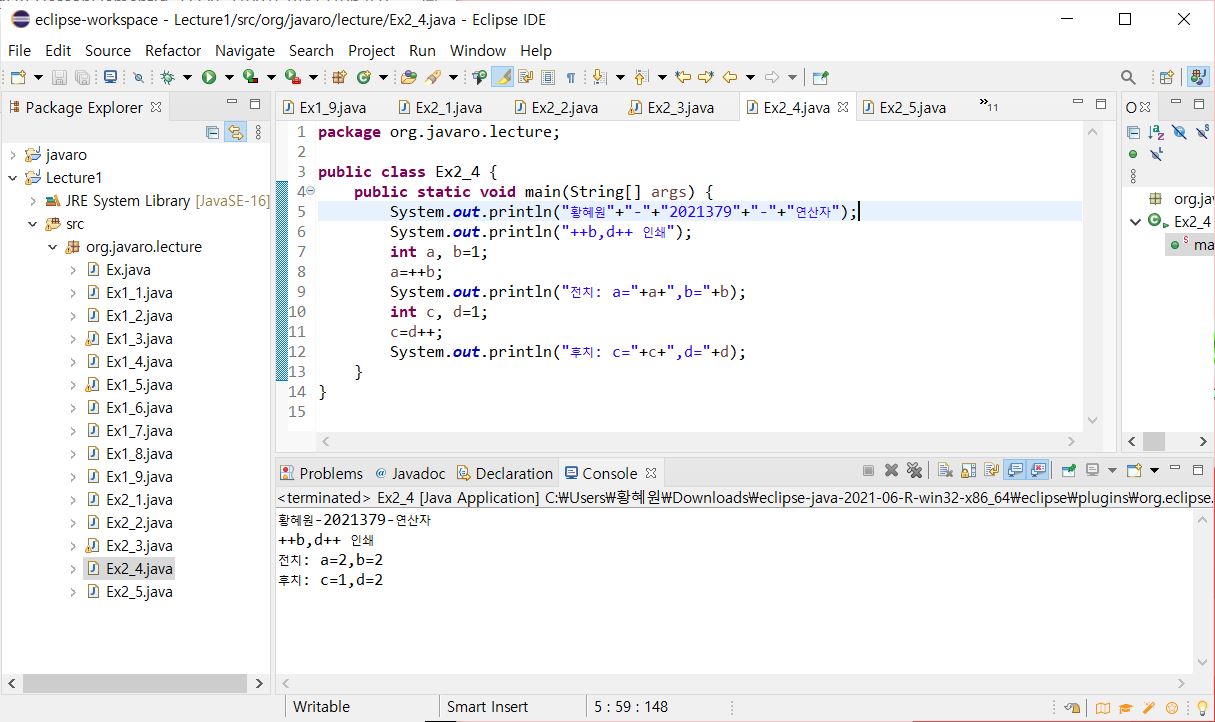 eclipse-workspace - Lecture1/src/org/javaro/lecture/Ex2_4.java - Eclipse IDE
File Edit Source Refactor Navigate Search Project Run Window Help
Package Explorer
javaro
Lecture1
JRE System Library [JavaSE-16]
src
org.javaro.lecture
Ex.java
Ex1_1.java
Ex1_2.java
Ex1_3.java
Ex1_4.java
Ex1_5.java
Ex1_6.java
Ex1_7.java
Ex1_8.java
Ex1_9.java
Ex2_1.java
Ex2_2.java
Ex2_3.java
Ex2_4.java
Ex2_5.java
Ex1_9.java Ex2_1.java Ex2_2.java Ex2_3.java Ex2_4.java Ex2_5.java »11
1 package org.javaro.lecture;
2
3 public class Ex2_4 {
4 public static void main(String[] args) {
5 System.out.println("황혜원"+"-"+"2021379"+"-"+"연산자");
6 System.out.println("++b,d++ 인쇄");
7 int a, b=1;
8 a=++b;
9 System.out.println("전치: a="+a+",b="+b);
10 int c, d=1;
11 c=d++;
12 System.out.println("후치: c="+c+",d="+d);
13 }
14 }
15
org.jav
Ex2_4
ma
Problems @ Javadoc Declaration Console
<terminated> Ex2_4 [Java Application] C:₩Users₩황혜원₩Downloads₩eclipse-java-2021-06-R-win32-x86_64₩eclipse₩plugins₩org.eclipse.
황혜원-2021379-연산자
++b,d++ 인쇄
전치: a=2,b=2
후치: c=1,d=2
Writable Smart Insert 5 : 59 : 148